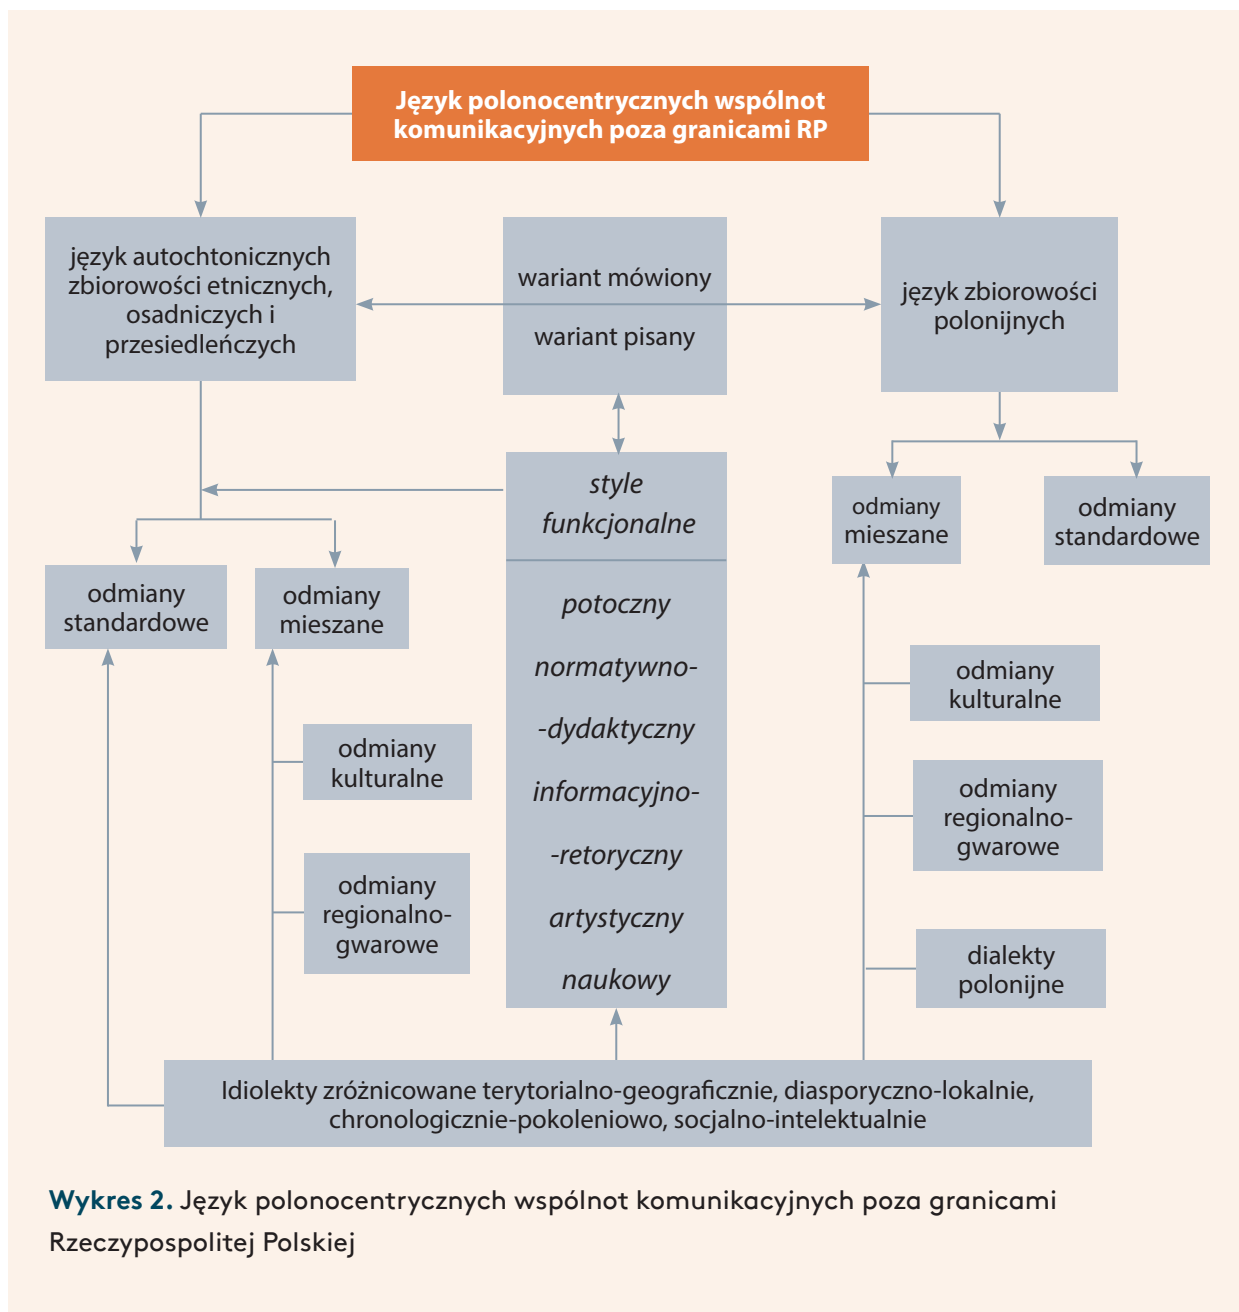 Język polonocentrycznych wspólnot
komunikacyjnych poza granicami RP
język autochtonicznych
zbiorowości etnicznych,
osadniczych i
przesiedleńczych
wariant mówiony
wariant pisany
język zbiorowości
polonijnych
style
funkcjonalne
potoczny
normatywno-
-dydaktyczny
informacyjno-
-retoryczny
artystyczny
naukowy
odmiany
standardowe
odmiany
mieszane
odmiany
kulturalne
odmiany
regionalno-
gwarowe
odmiany
mieszane
odmiany
standardowe
odmiany
kulturalne
odmiany
regionalno-
gwarowe
dialekty
polonijne
Idiolekty zróżnicowane terytorialno-geograficznie, diasporyczno-lokalnie,
chronologicznie-pokoleniowo, socjalno-intelektualnie
Wykres 2. Język polonocentrycznych wspólnot komunikacyjnych poza granicami
Rzeczypospolitej Polskiej